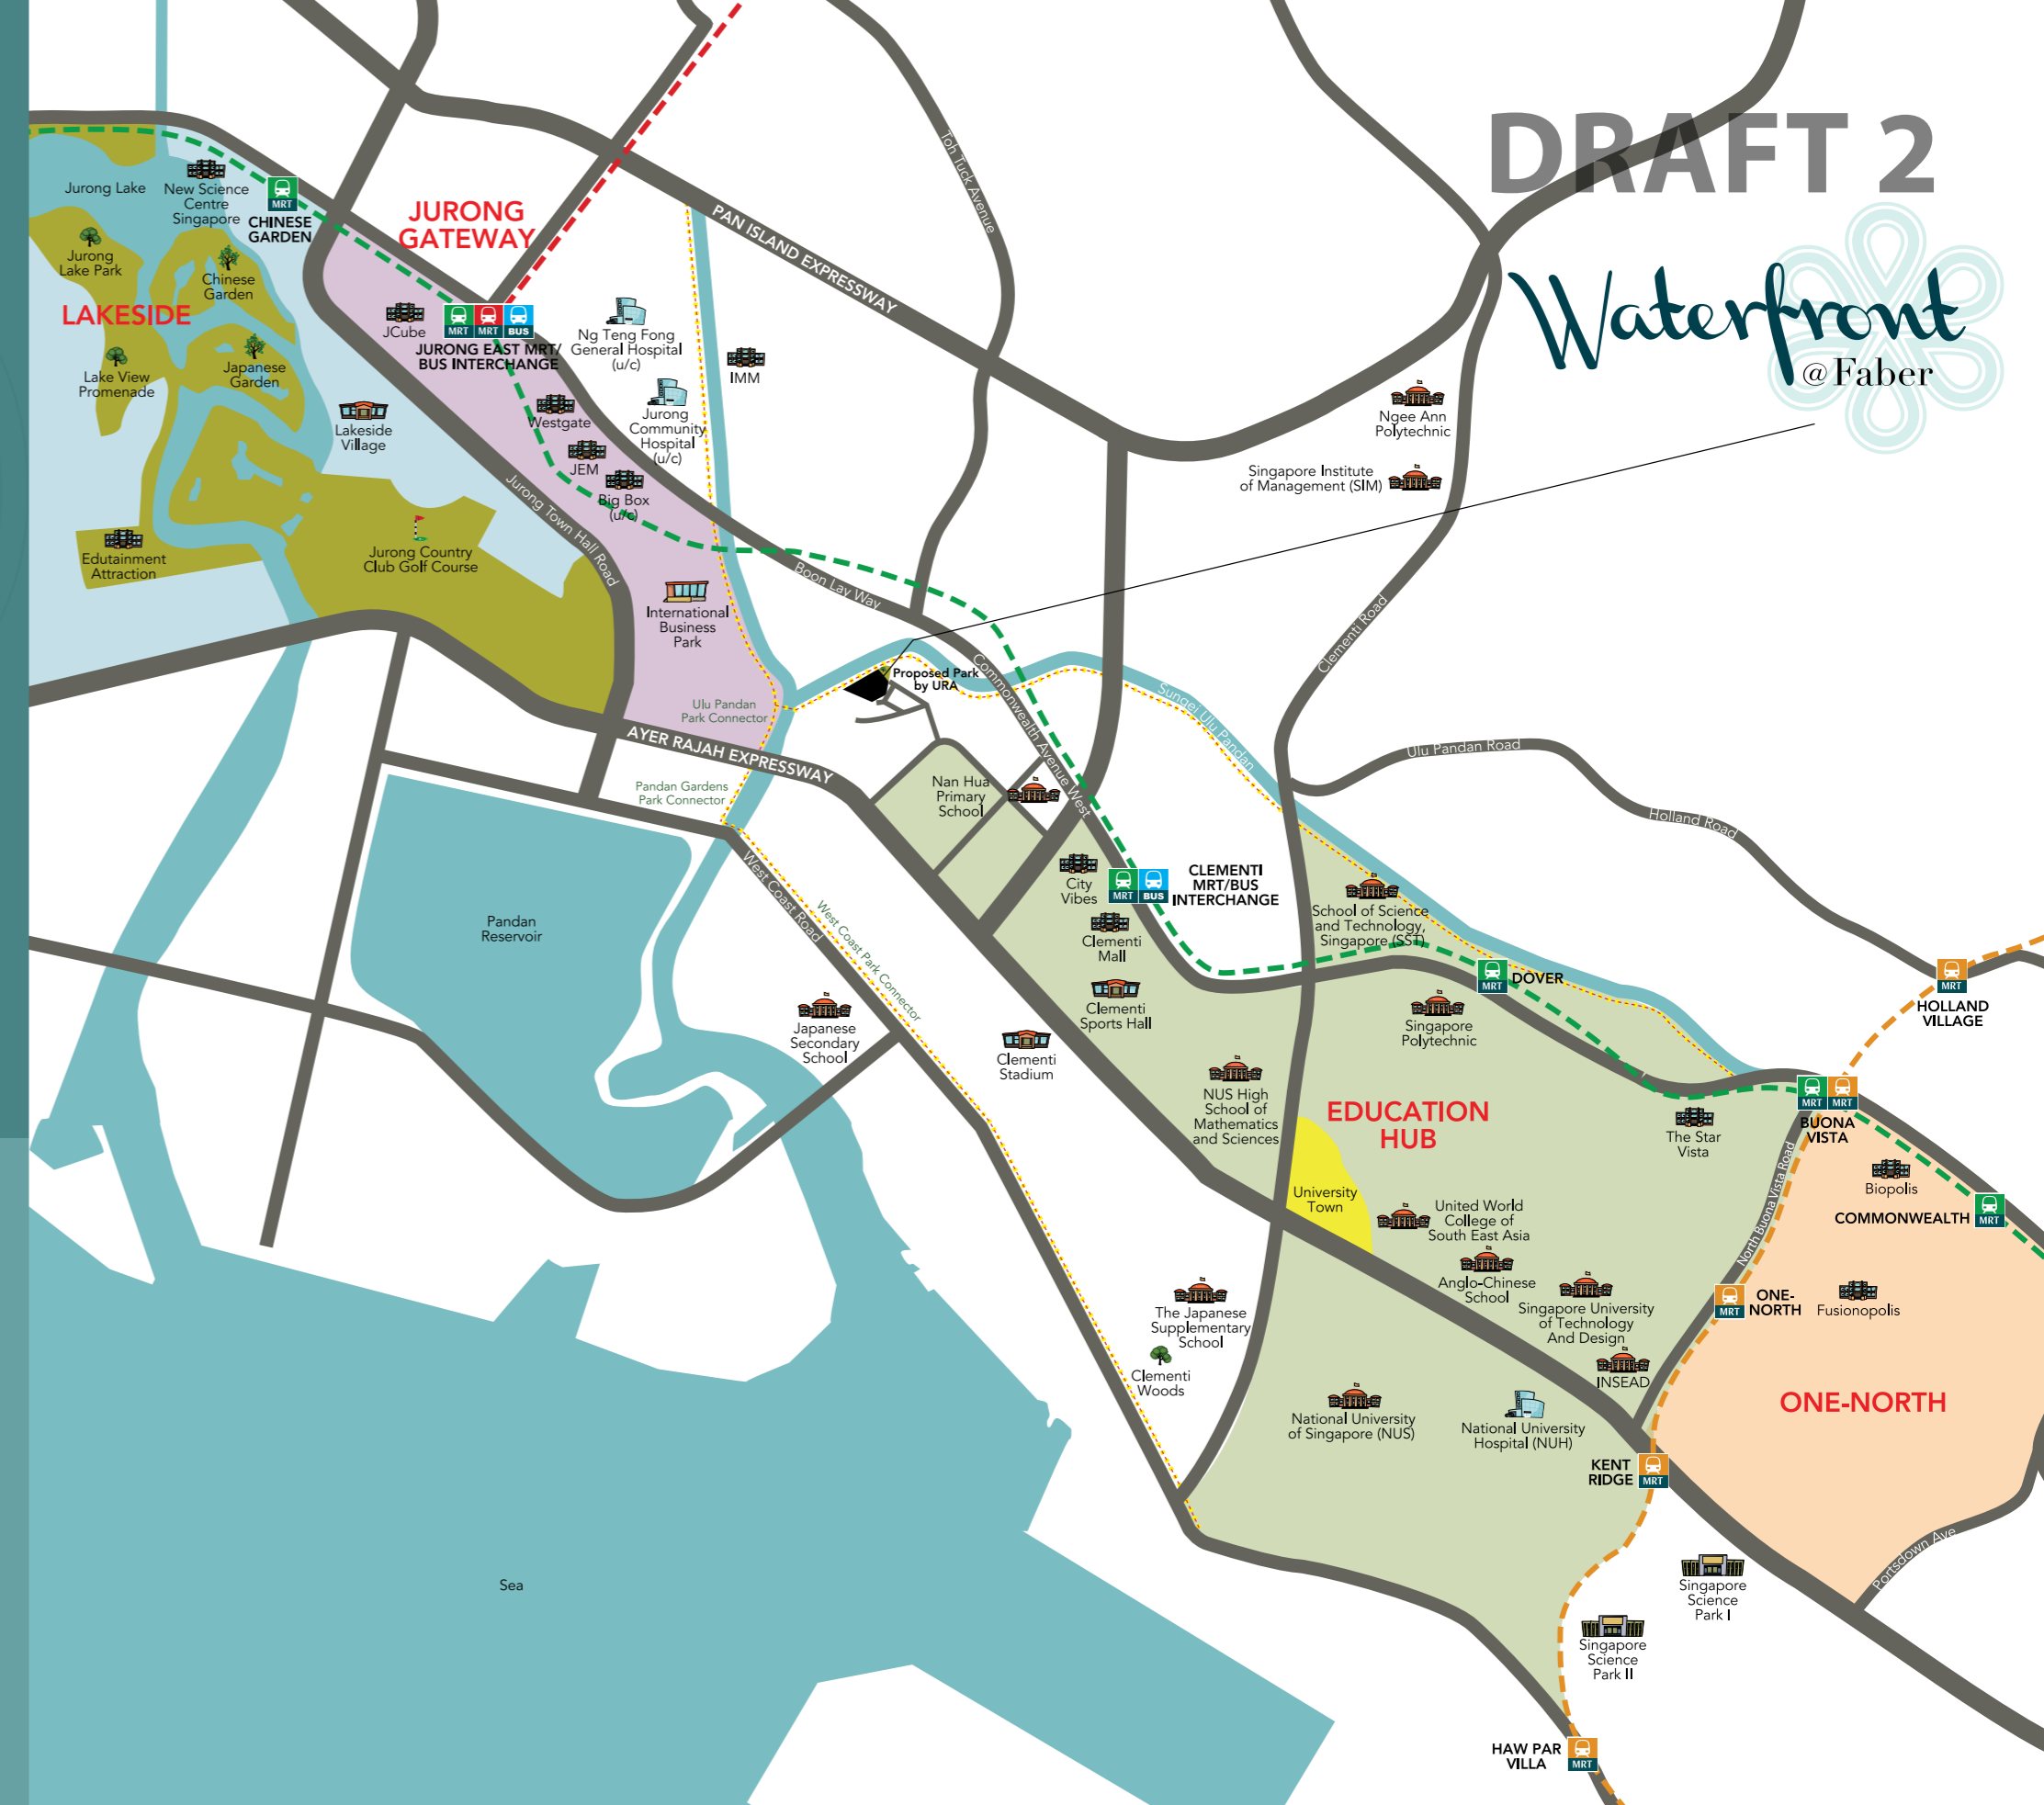 DRAFT 2
Waterfront
@Faber
Jurong Lake
New Science
Centre
Singapore
MRT
CHINESE
GARDEN
JURONG
GATEWAY
PAN ISLAND EXPRESSWAY
Toh Tuck Avenue
Jurong
Lake Park
Chinese
Garden
LAKESIDE
JCube
MRT MRT BUS
JURONG EAST MRT/
BUS INTERCHANGE
Ng Teng Fong
General Hospital
(u/c)
IMM
Lake View
Promenade
Japanese
Garden
Lakeside
Village
Westgate
Jurong
Community
Hospital
(u/c)
JEM
Big Box
(u/c)
Ngee Ann
Polytechnic
Singapore Institute
of Management (SIM)
Jurong Town Hall Road
Edutainment
Attraction
Jurong Country
Club Golf Course
Boon Lay Way
International
Business
Park
Clementi Road
Proposed Park
by URA
Commonwealth Avenue West
Sungei Ulu Pandan
Ulu Pandan
Park Connector
AYER RAJAH EXPRESSWAY
Ulu Pandan Road
Pandan Gardens
Park Connector
Nan Hua
Primary
School
Holland Road
West Coast Road
West Coast Park Connector
City
Vibes
MRT BUS
CLEMENTI
MRT/BUS
INTERCHANGE
Pandan
Reservoir
Clementi
Mall
School of Science
and Technology,
Singapore (SST)
MRT
DOVER
MRT
HOLLAND
VILLAGE
Clementi
Sports Hall
Singapore
Polytechnic
Japanese
Secondary
School
Clementi
Stadium
NUS High
School of
Mathematics
and Sciences
EDUCATION
HUB
The Star
Vista
MRT MRT
BUONA
VISTA
North Buona Vista Road
Biopolis
COMMONWEALTH
MRT
University
Town
United World
College of
South East Asia
Anglo-Chinese
School
Singapore University
of Technology
And Design
MRT
ONE-
NORTH
Fusionopolis
The Japanese
Supplementary
School
Clementi
Woods
INSEAD
ONE-NORTH
National University
of Singapore (NUS)
National University
Hospital (NUH)
KENT
RIDGE
MRT
Portsdown Ave
Sea
Singapore
Science
Park I
Singapore
Science
Park II
HAW PAR
VILLA
MRT